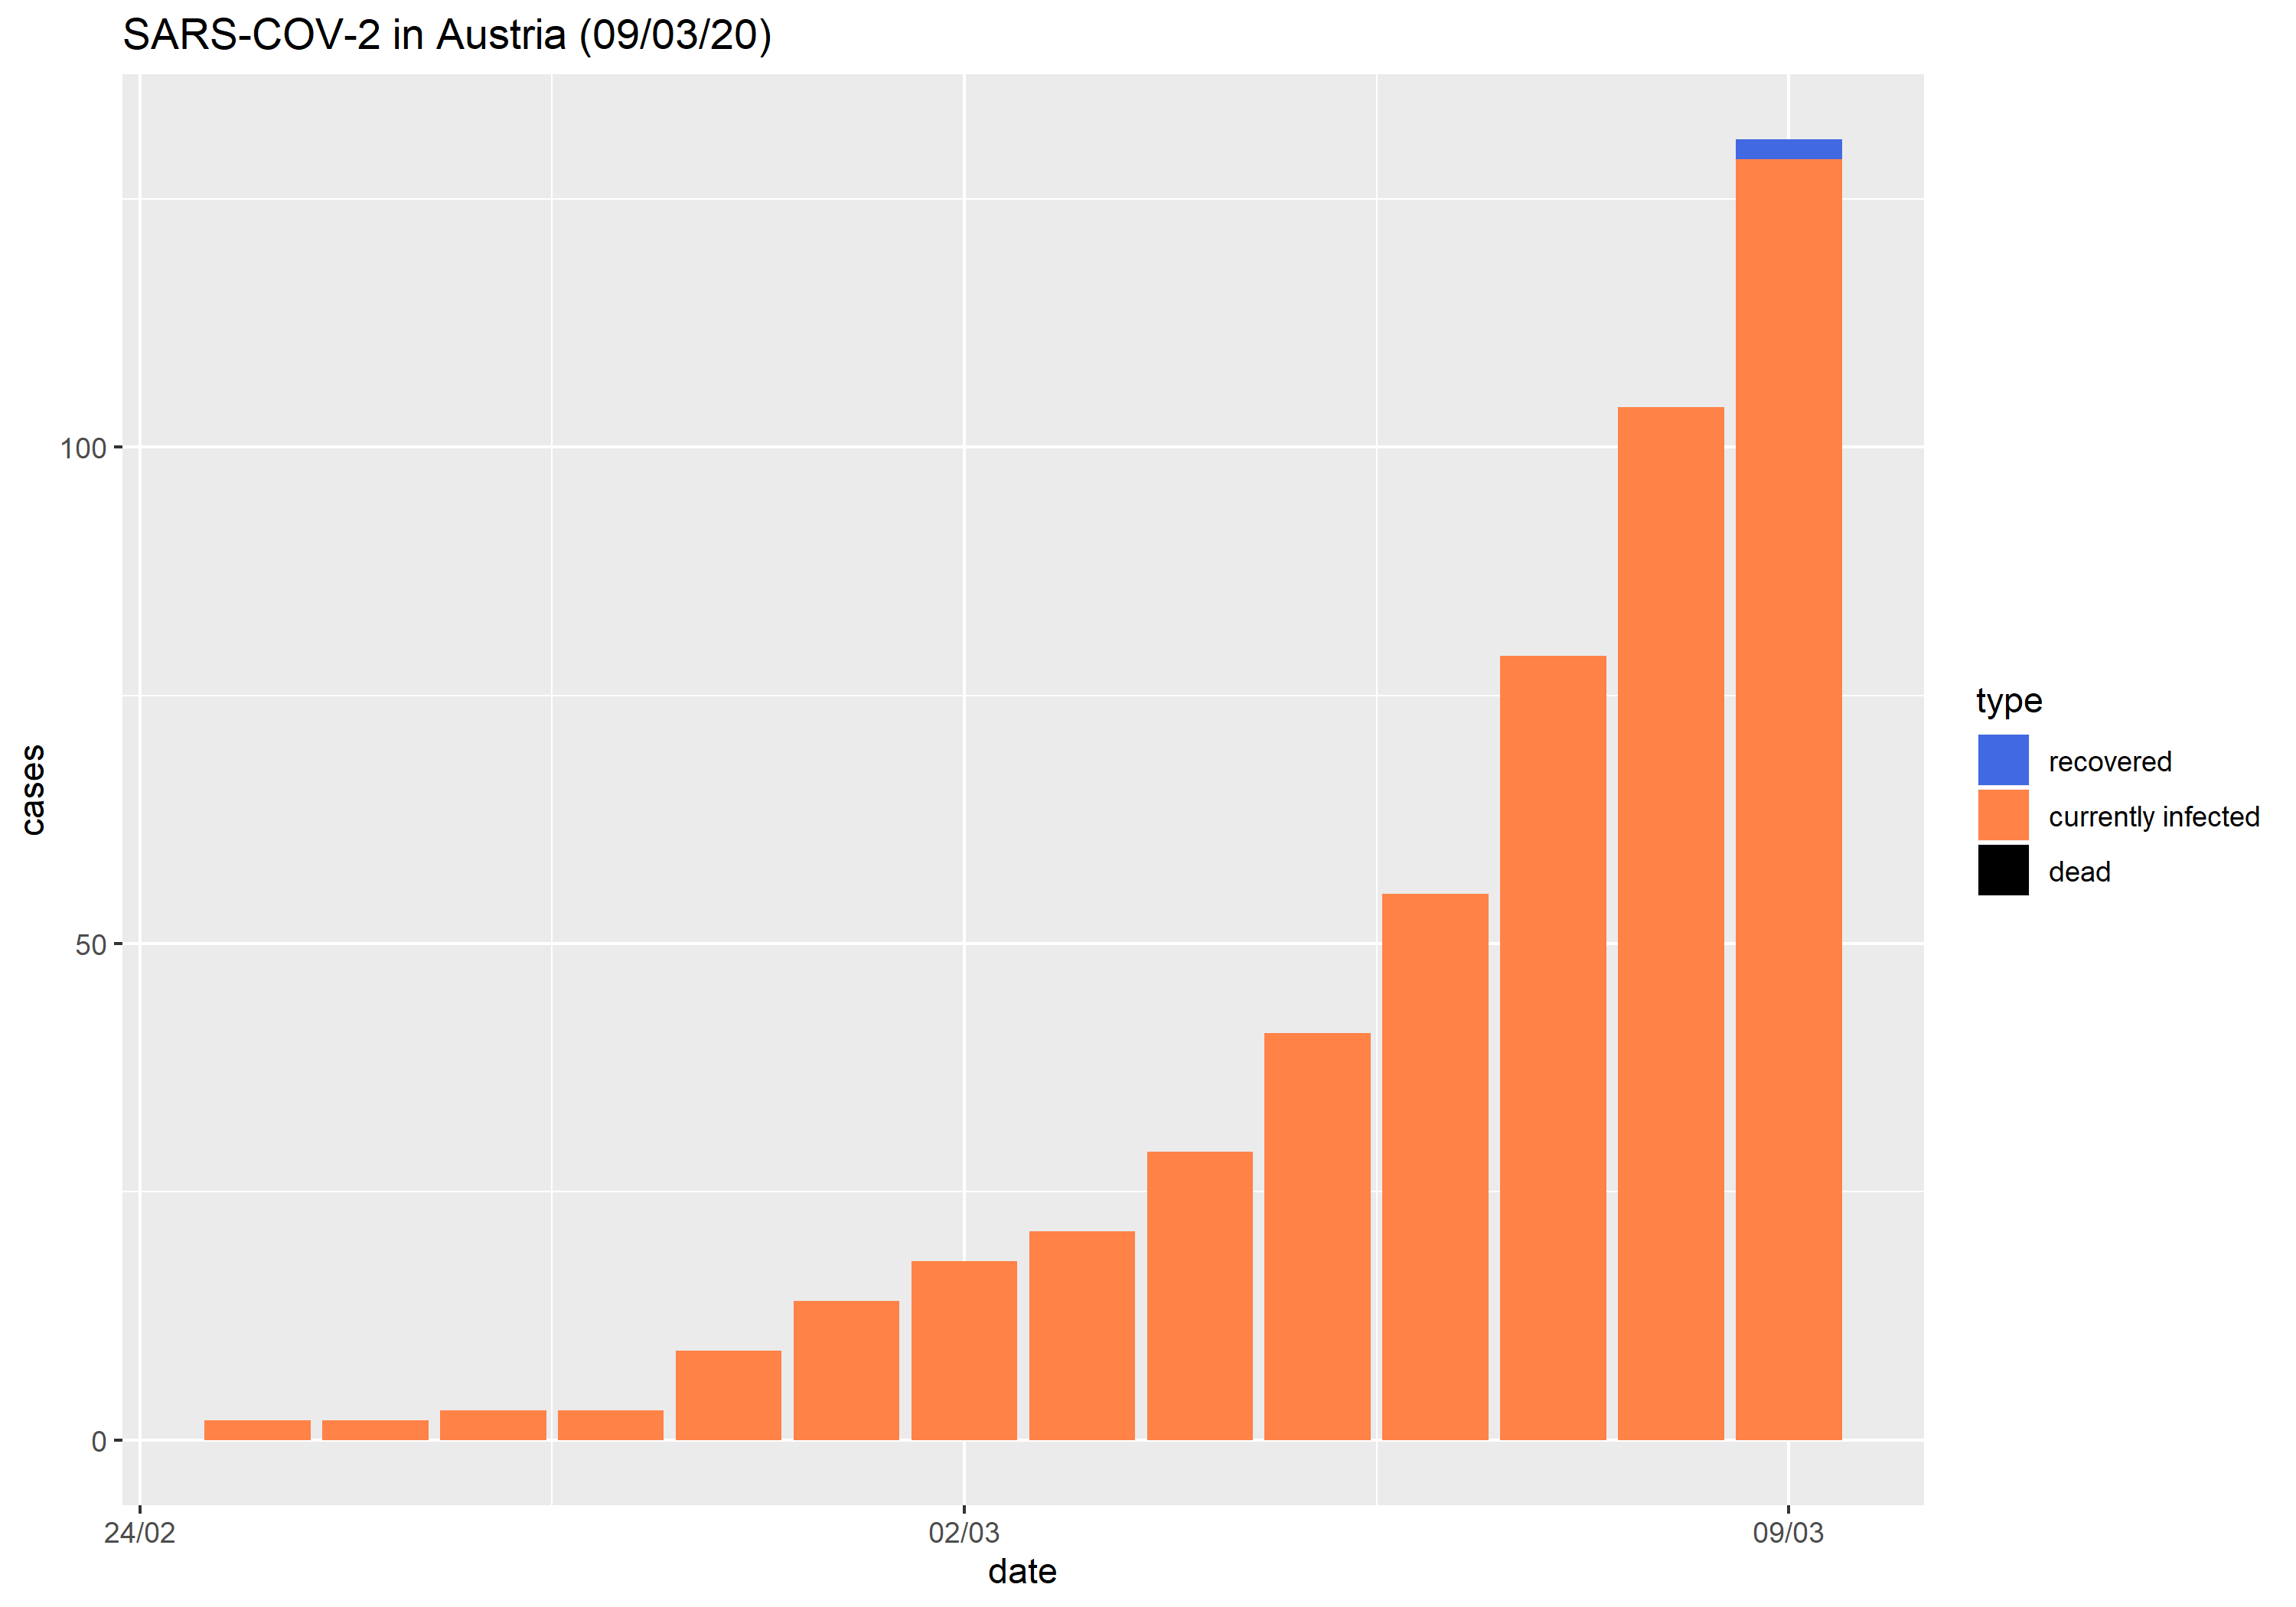 SARS-COV-2 in Austria (09/03/20)
100
50
0
cases
24/02
02/03
09/03
date
type
recovered
currently infected
dead